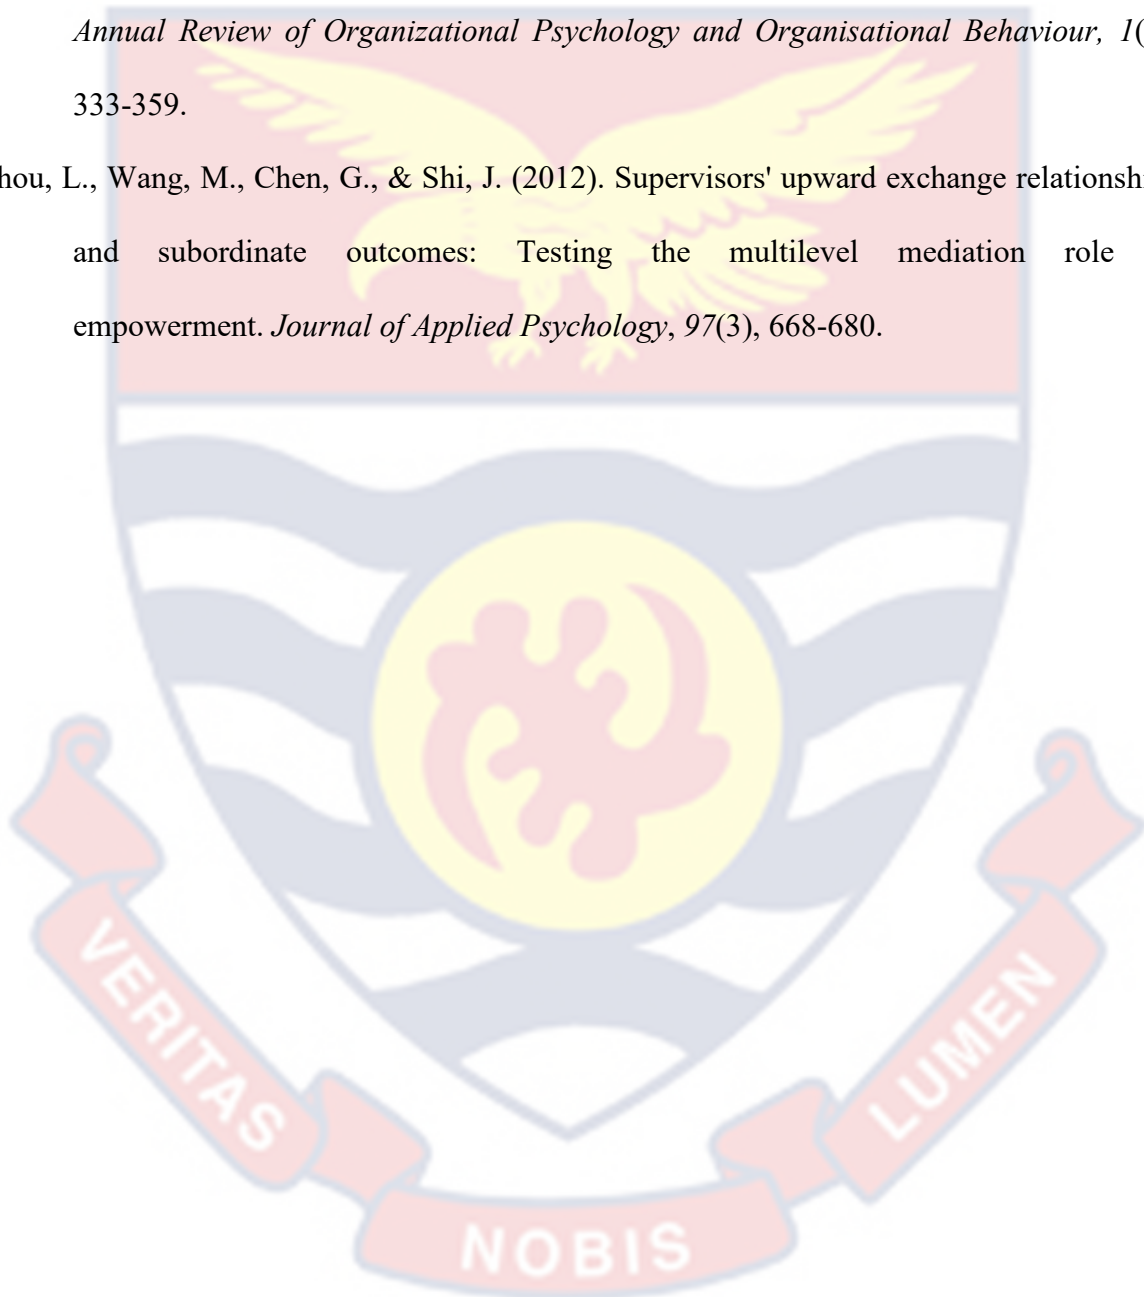 Annual Review of Organizational Psychology and Organisational Behaviour, 1(
333-359.
hou, L., Wang, M., Chen, G., & Shi, J. (2012). Supervisors' upward exchange relationshi
and subordinate outcomes: Testing the multilevel mediation role
empowerment. Journal of Applied Psychology, 97(3), 668-680.
VERITAS
NOBIS
LUMEN